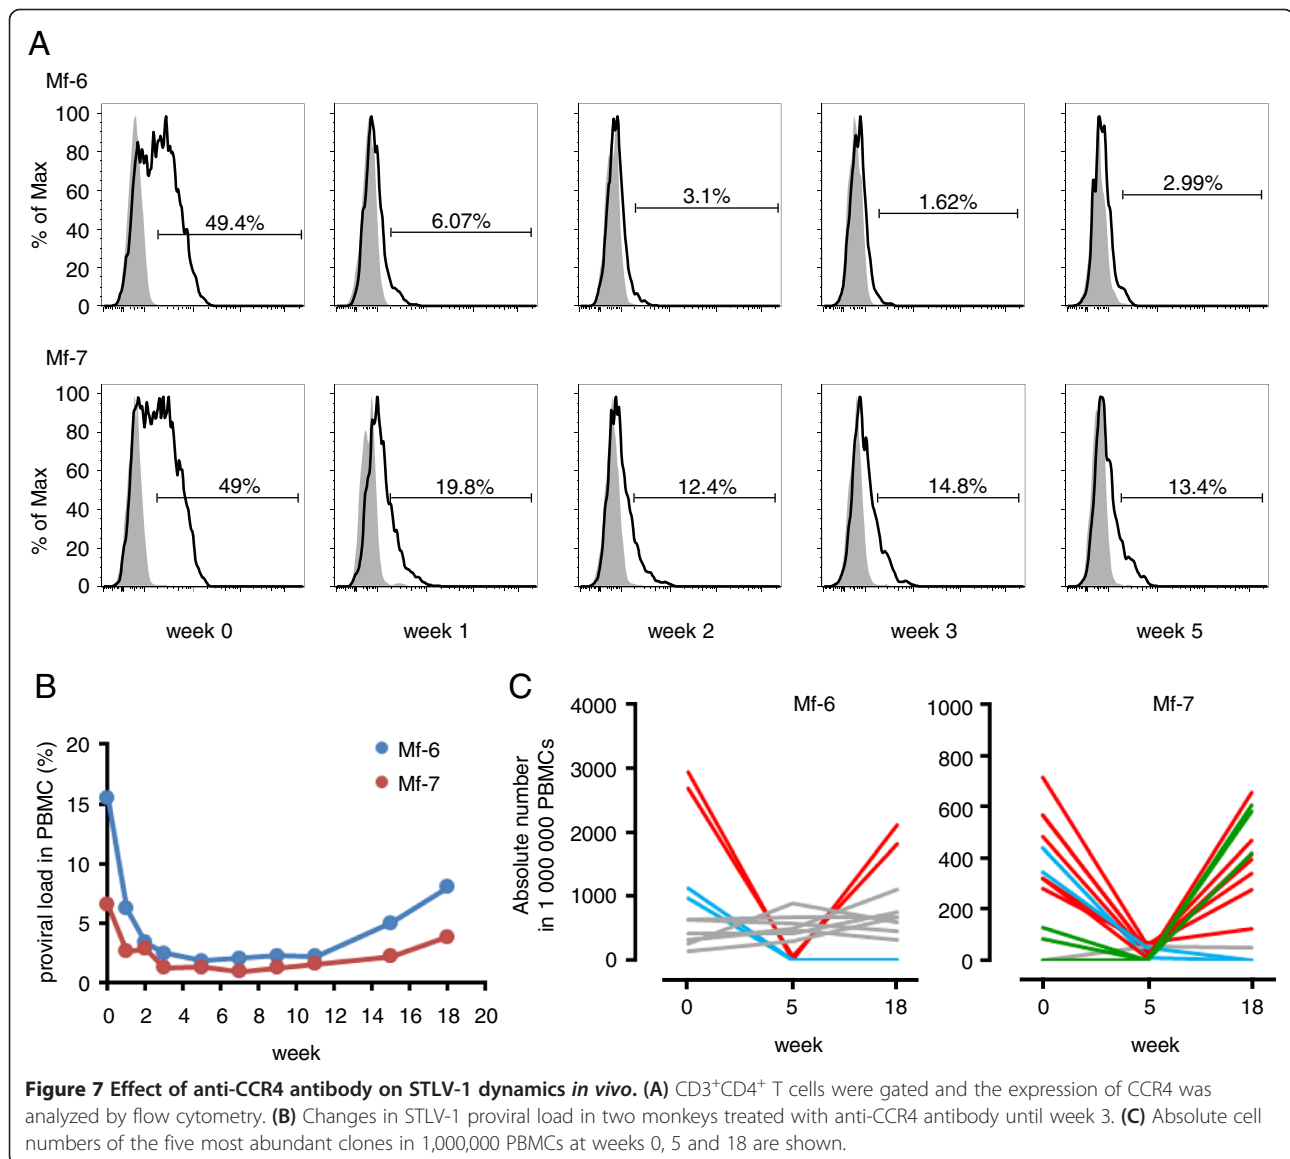 A
Mf-6
100
80
60
40
20
0
% of Max
49.4%
6.07%
3.1%
1.62%
2.99%
Mf-7
100
80
60
40
20
0
% of Max
49%
19.8%
12.4%
14.8%
13.4%
week 0
week 1
week 2
week 3
week 5
B
proviral load in PBMC (%)
20
15
10
5
0
Mf-6
Mf-7
0 2 4 6 8 10 12 14 16 18 20
week
C
Absolute number
in 1 000 000 PBMCs
Mf-6
4000
3000
2000
1000
0
0 5 18
week
Mf-7
1000
800
600
400
200
0
0 5 18
week
Figure 7 Effect of anti-CCR4 antibody on STLV-1 dynamics in vivo. (A) CD3⁺CD4⁺ T cells were gated and the expression of CCR4 was
analyzed by flow cytometry. (B) Changes in STLV-1 proviral load in two monkeys treated with anti-CCR4 antibody until week 3. (C) Absolute cell
numbers of the five most abundant clones in 1,000,000 PBMCs at weeks 0, 5 and 18 are shown.